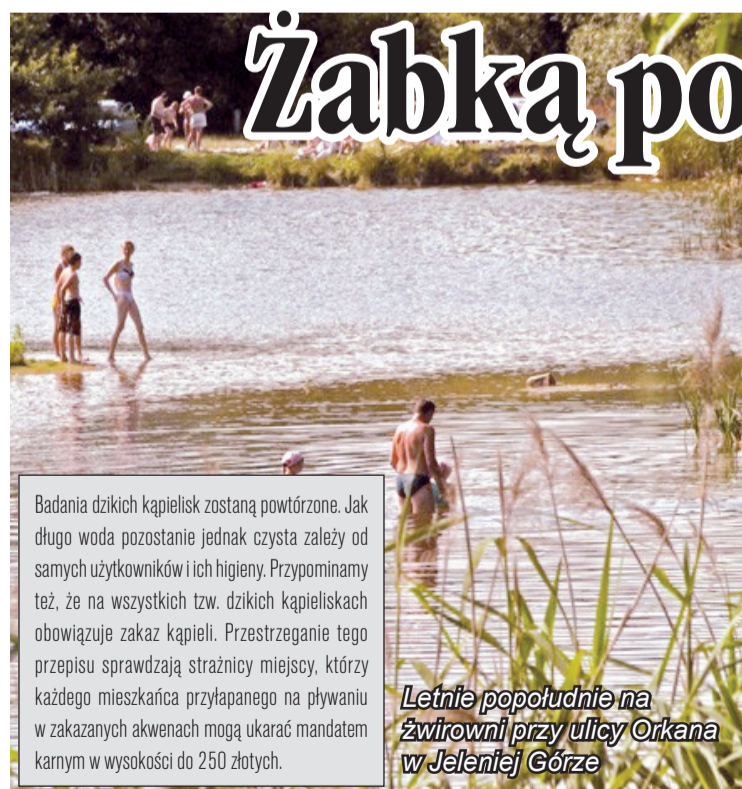 Żabką po
Badania dzikich kąpielisk zostaną powtórzone. Jak
długo woda pozostanie jednak czysta zależy od
samych użytkowników i ich higieny. Przypominamy
też, że na wszystkich tzw. dzikich kąpieliskach
obowiązuje zakaz kąpieli. Przestrzeganie tego
przepisu sprawdzają strażnicy miejscy, którzy
każdego mieszkańca przyłapanego na pływaniu
w zakazanych akwenach mogą ukarać mandatem
karnym w wysokości do 250 złotych.
Letnie popołudnie na
żwirowni przy ulicy Orkana
w Jeleniej Górze